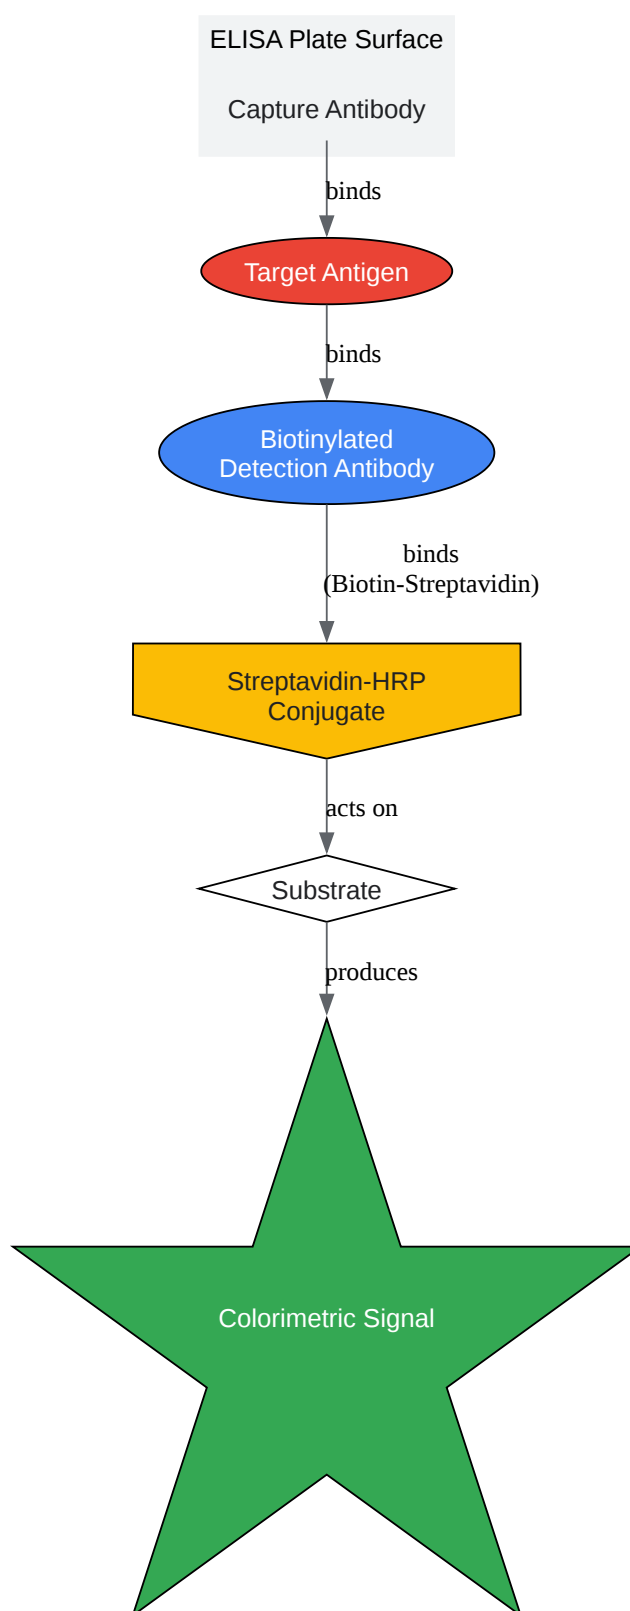 ELISA Plate Surface
Capture Antibody
binds
Target Antigen
binds
Biotinylated
Detection Antibody
binds
(Biotin-Streptavidin)
Streptavidin-HRP
Conjugate
acts on
Substrate
produces
Colorimetric Signal